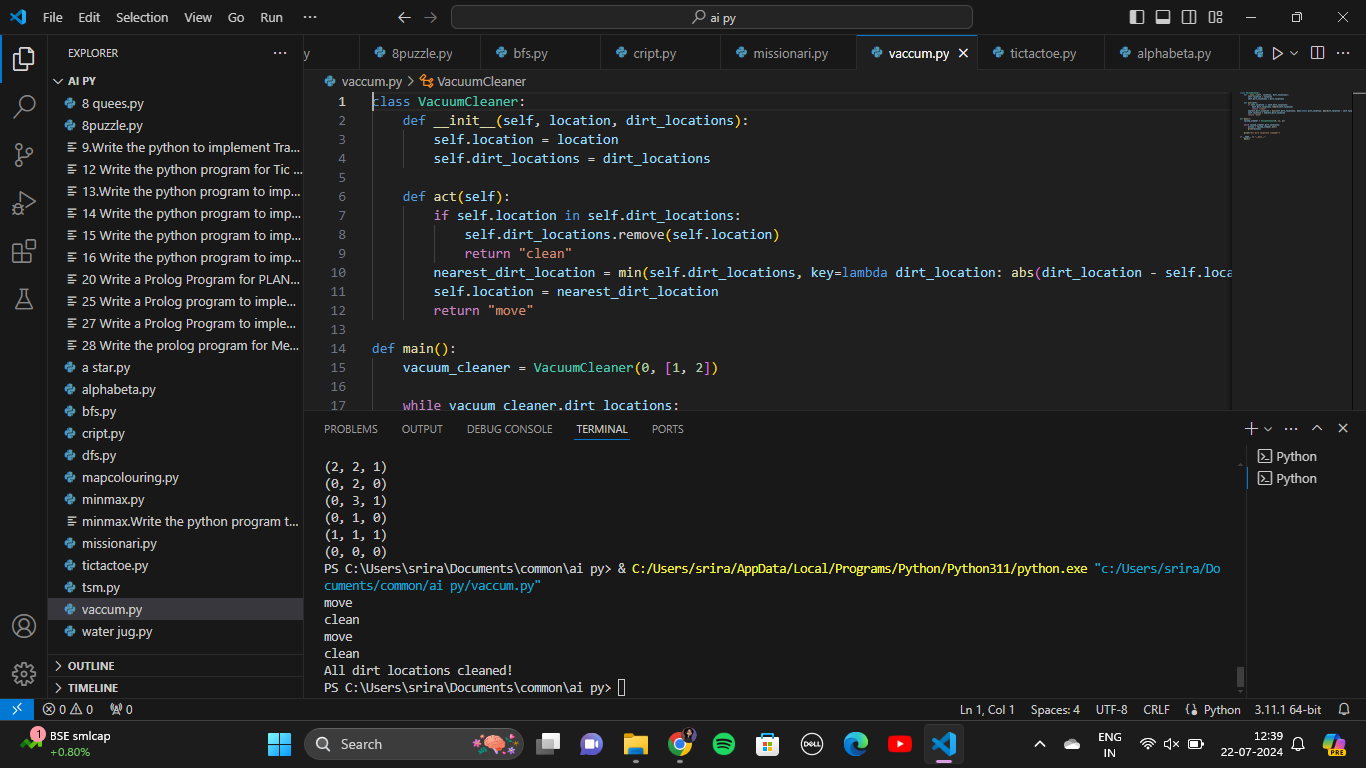 File Edit Selection View Go Run ···
ai py
EXPLORER ···
AI PY
8 quees.py
8puzzle.py
9.Write the python to implement Tra...
12 Write the python program for Tic ...
13.Write the python program to imp...
14 Write the python program to imp...
15 Write the python program to imp...
16 Write the python program to imp...
20 Write a Prolog Program for PLAN...
25 Write a Prolog program to imple...
27 Write a Prolog Program to imple...
28 Write the prolog program for Me...
a star.py
alphabeta.py
bfs.py
cript.py
dfs.py
mapcolouring.py
minmax.py
minmax.Write the python program t...
missionari.py
tictactoe.py
tsm.py
vaccum.py
water jug.py
OUTLINE
TIMELINE
y 8puzzle.py bfs.py cript.py missionari.py vaccum.py tictactoe.py alphabeta.py ···
vaccum.py > VacuumCleaner
1 class VacuumCleaner:
2 def __init__(self, location, dirt_locations):
3 self.location = location
4 self.dirt_locations = dirt_locations
5
6 def act(self):
7 if self.location in self.dirt_locations:
8 self.dirt_locations.remove(self.location)
9 return "clean"
10 nearest_dirt_location = min(self.dirt_locations, key=lambda dirt_location: abs(dirt_location - self.loca
11 self.location = nearest_dirt_location
12 return "move"
13
14 def main():
15 vacuum_cleaner = VacuumCleaner(0, [1, 2])
16
17 while vacuum_cleaner.dirt_locations:
PROBLEMS OUTPUT DEBUG CONSOLE TERMINAL PORTS
(2, 2, 1)
(0, 2, 0)
(0, 3, 1)
(0, 1, 0)
(1, 1, 1)
(0, 0, 0)
PS C:\Users\srira\Documents\common\ai py> & C:/Users/srira/AppData/Local/Programs/Python/Python311/python.exe "c:/Users/srira/Do
cuments/common/ai py/vaccum.py"
move
clean
move
clean
All dirt locations cleaned!
PS C:\Users\srira\Documents\common\ai py>
Python
Python
0 0 0 Ln 1, Col 1 Spaces: 4 UTF-8 CRLF Python 3.11.1 64-bit
1
BSE smlcap
+0.80%
Search
DELL
PRE
ENG
IN
12:39
22-07-2024